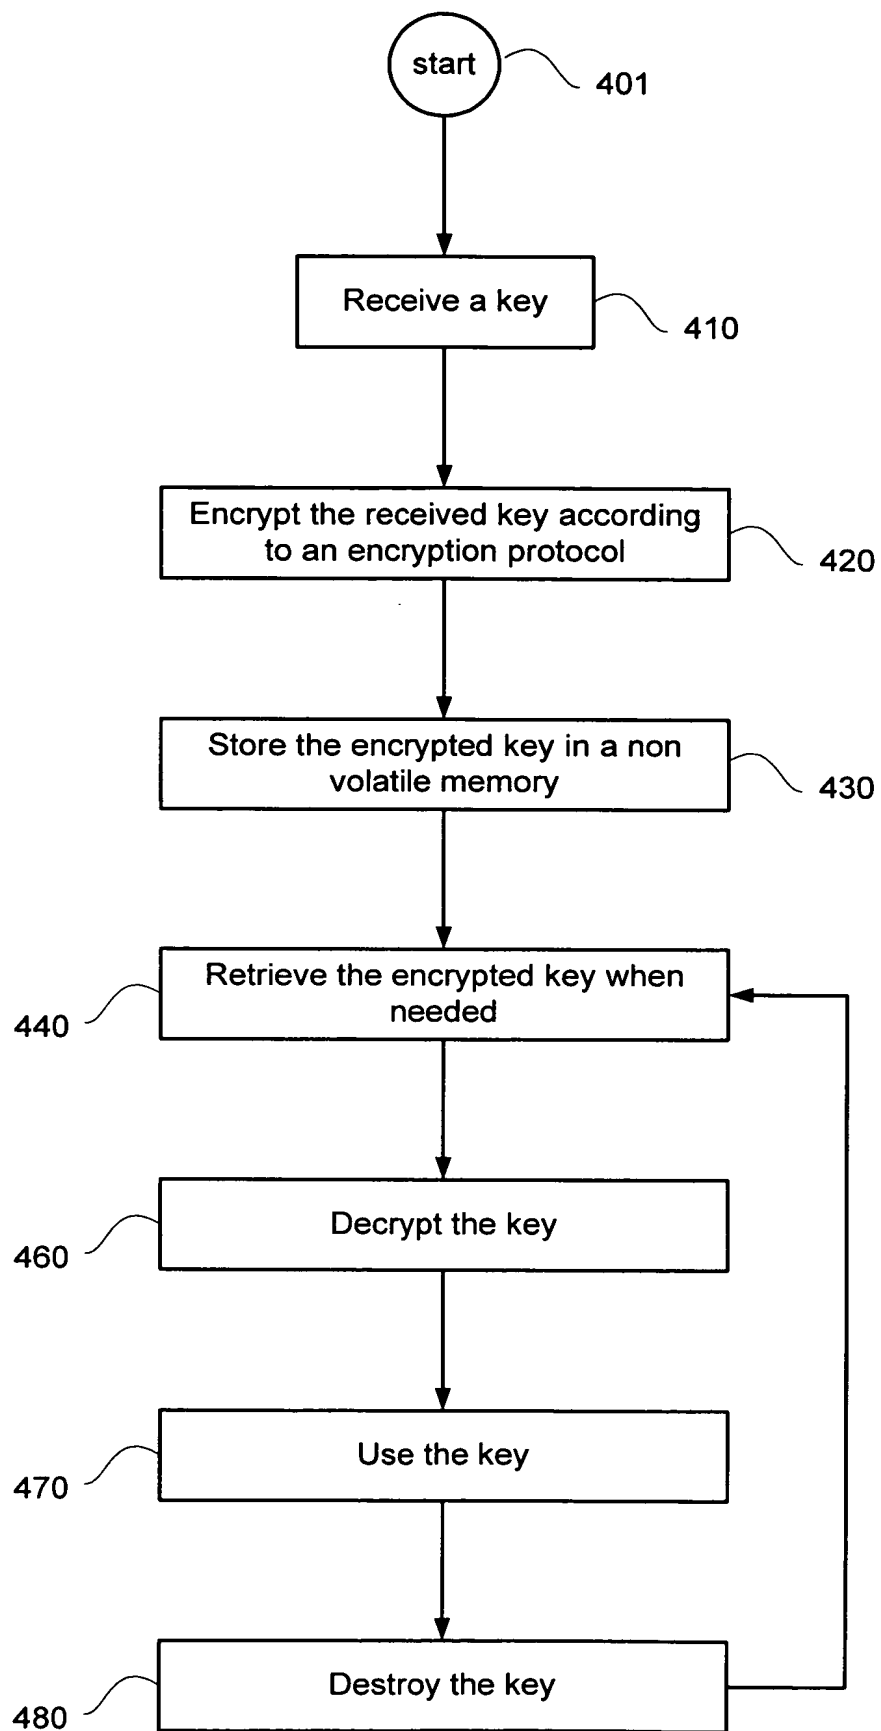 start
401
Receive a key
410
Encrypt the received key according
to an encryption protocol
420
Store the encrypted key in a non
volatile memory
430
Retrieve the encrypted key when
needed
440
Decrypt the key
460
Use the key
470
Destroy the key
480